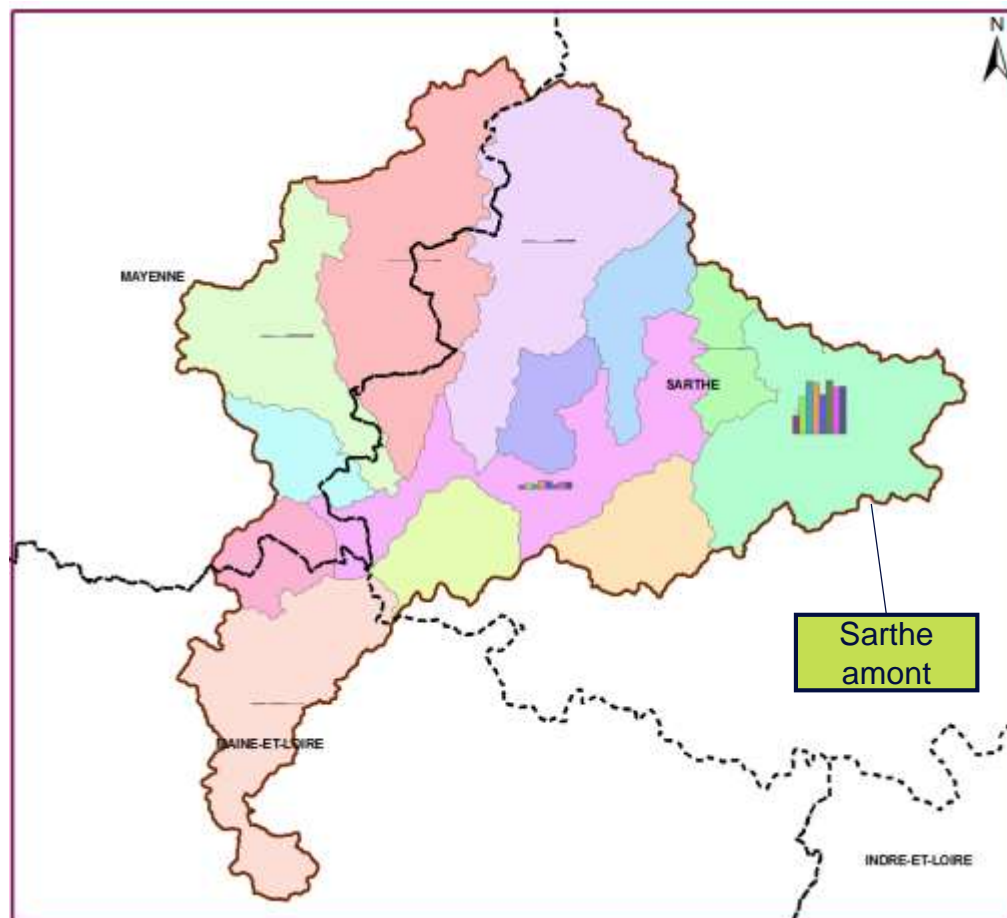 N
MAYENNE
SARTHE
Sarthe
amont
MAINE-ET-LOIRE
INDRE-ET-LOIRE